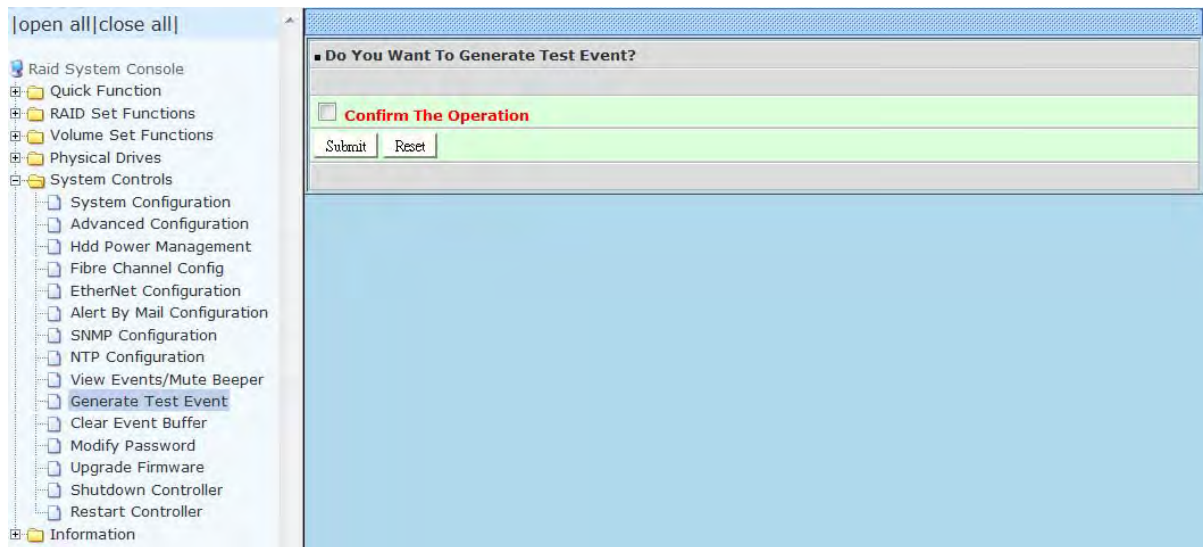 |open all|close all|
Raid System Console
Quick Function
RAID Set Functions
Volume Set Functions
Physical Drives
System Controls
System Configuration
Advanced Configuration
Hdd Power Management
Fibre Channel Config
EtherNet Configuration
Alert By Mail Configuration
SNMP Configuration
NTP Configuration
View Events/Mute Beeper
Generate Test Event
Clear Event Buffer
Modify Password
Upgrade Firmware
Shutdown Controller
Restart Controller
Information
Do You Want To Generate Test Event?
Confirm The Operation
Submit Reset